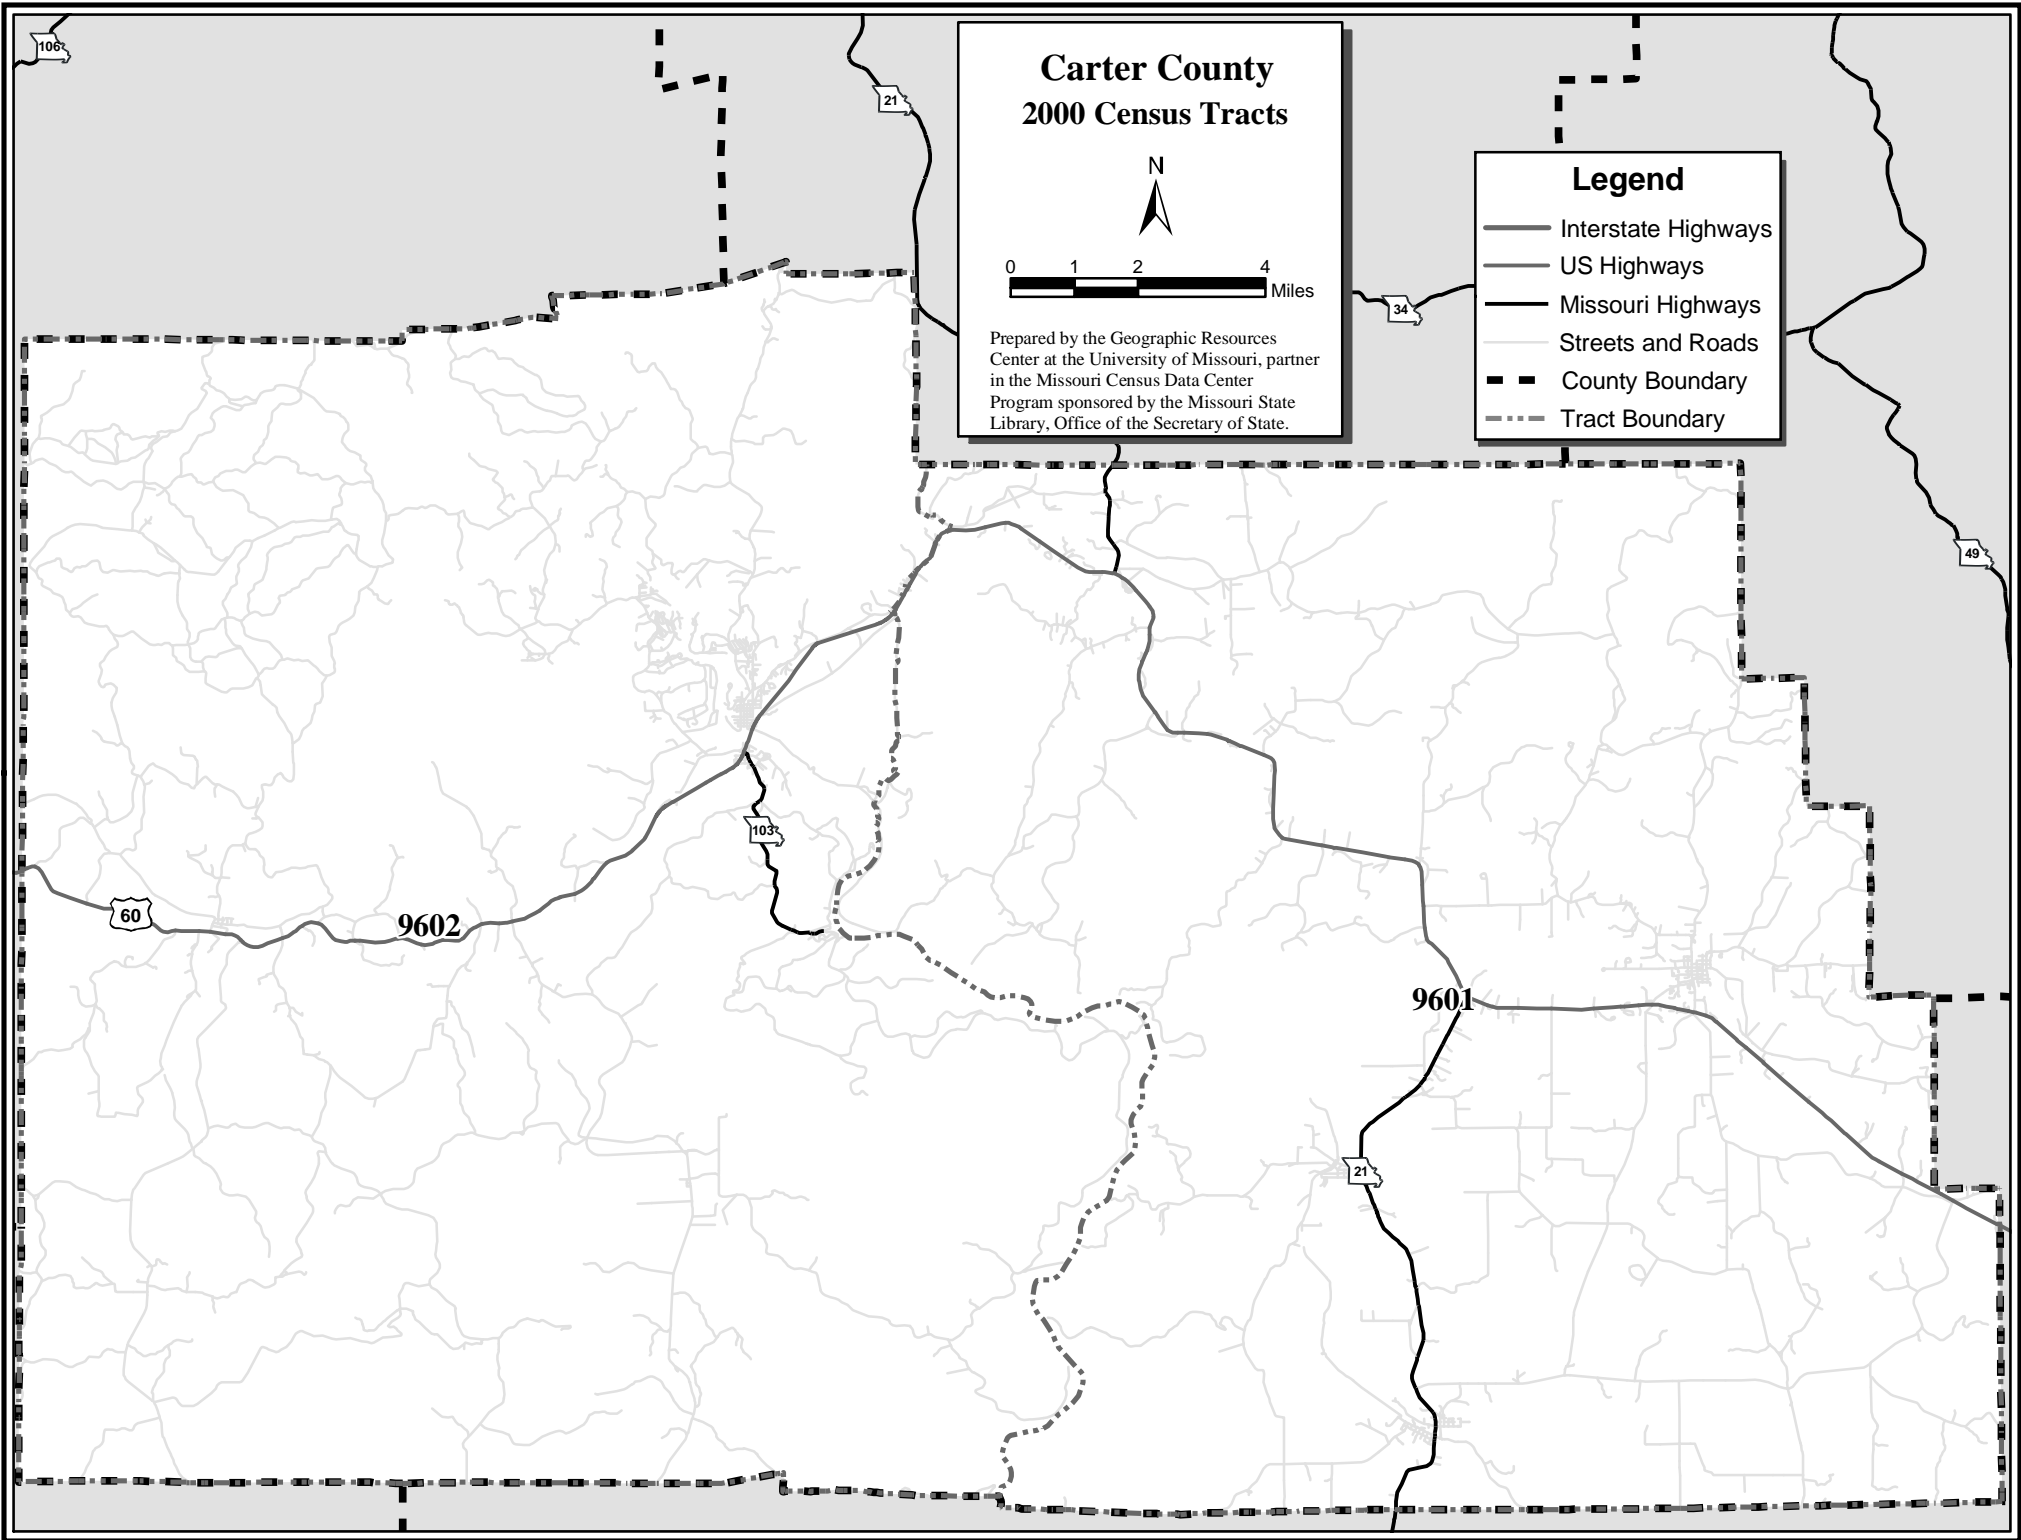 106
21
Carter County
2000 Census Tracts
N
0 1 2 4
Miles
Prepared by the Geographic Resources
Center at the University of Missouri, partner
in the Missouri Census Data Center
Program sponsored by the Missouri State
Library, Office of the Secretary of State.
Legend
Interstate Highways
US Highways
Missouri Highways
Streets and Roads
County Boundary
Tract Boundary
34
49
103
60
9602
9601
21